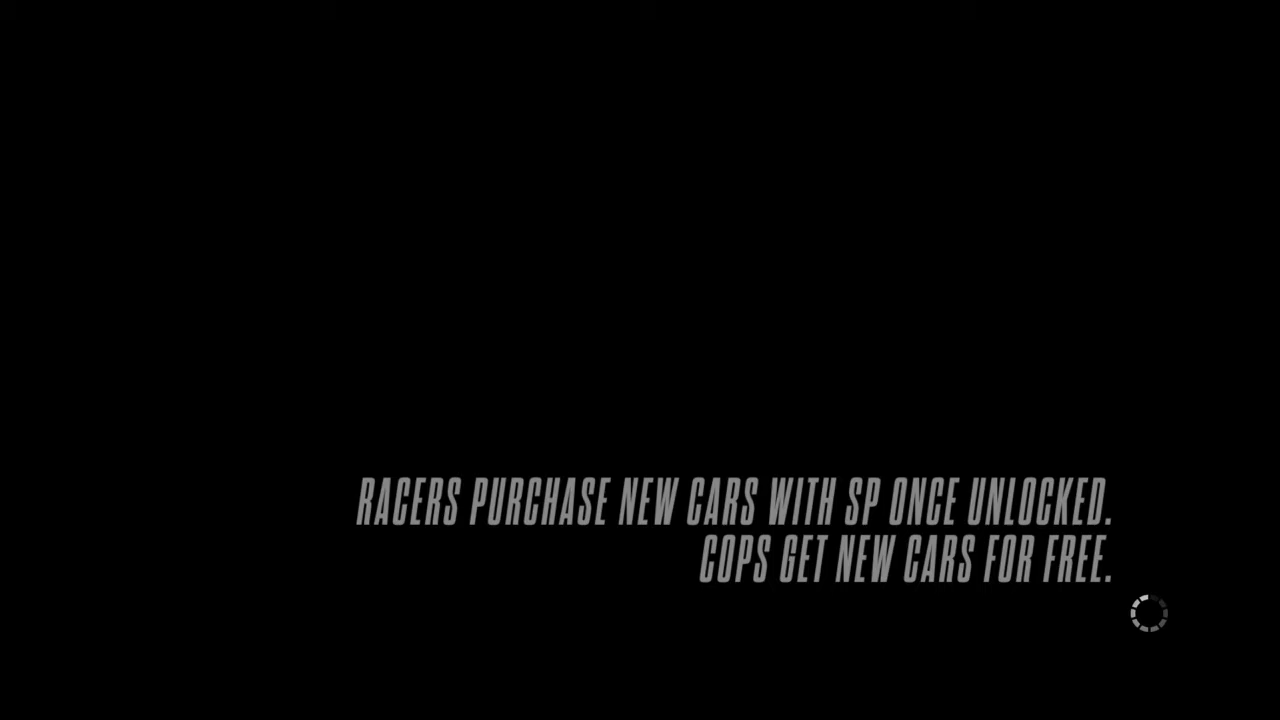 RACERS PURCHASE NEW CARS WITH SP ONCE UNLOCKED.
COPS GET NEW CARS FOR FREE.